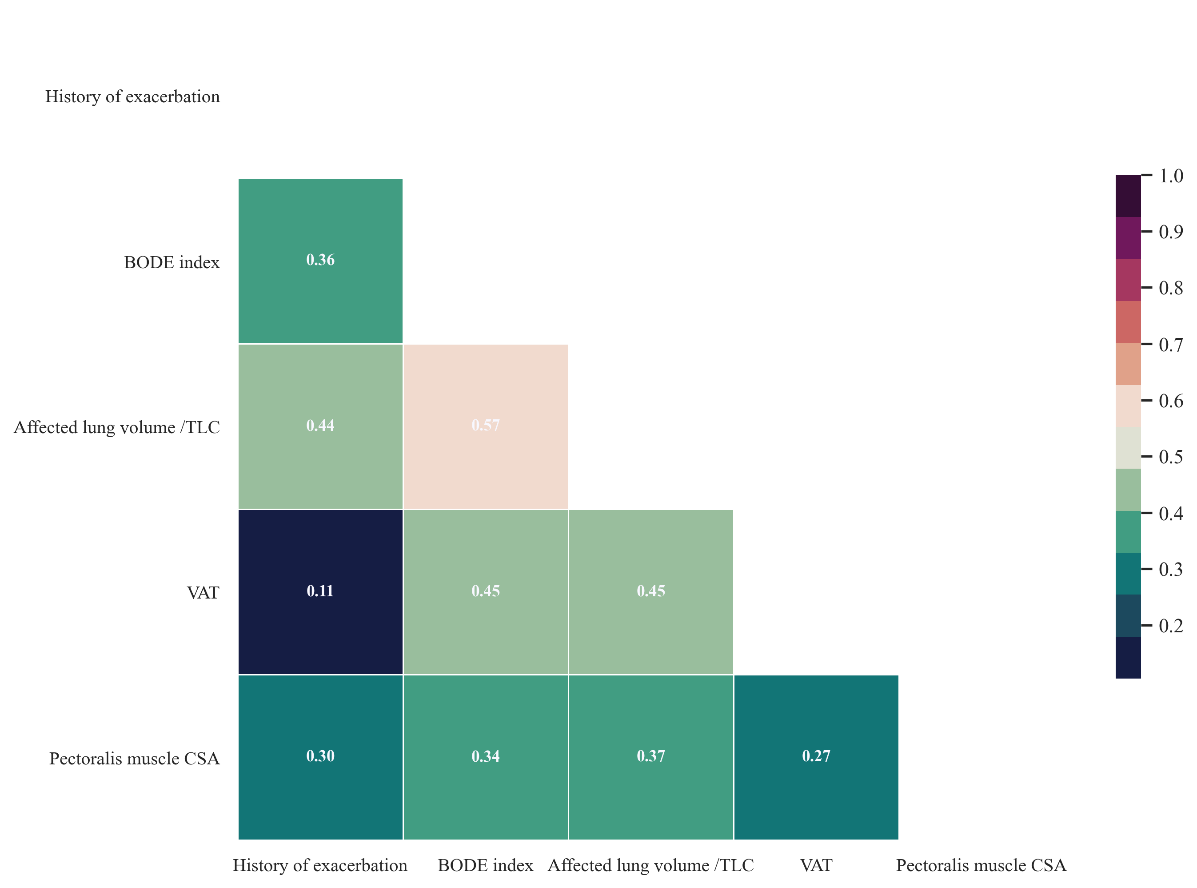 History of exacerbation
BODE index
0.36
Affected lung volume /TLC
0.44 0.57
VAT
0.11 0.45 0.45
Pectoralis muscle CSA
0.30 0.34 0.37 0.27
History of exacerbation BODE index Affected lung volume /TLC VAT Pectoralis muscle CSA
1.0
0.9
0.8
0.7
0.6
0.5
0.4
0.3
0.2